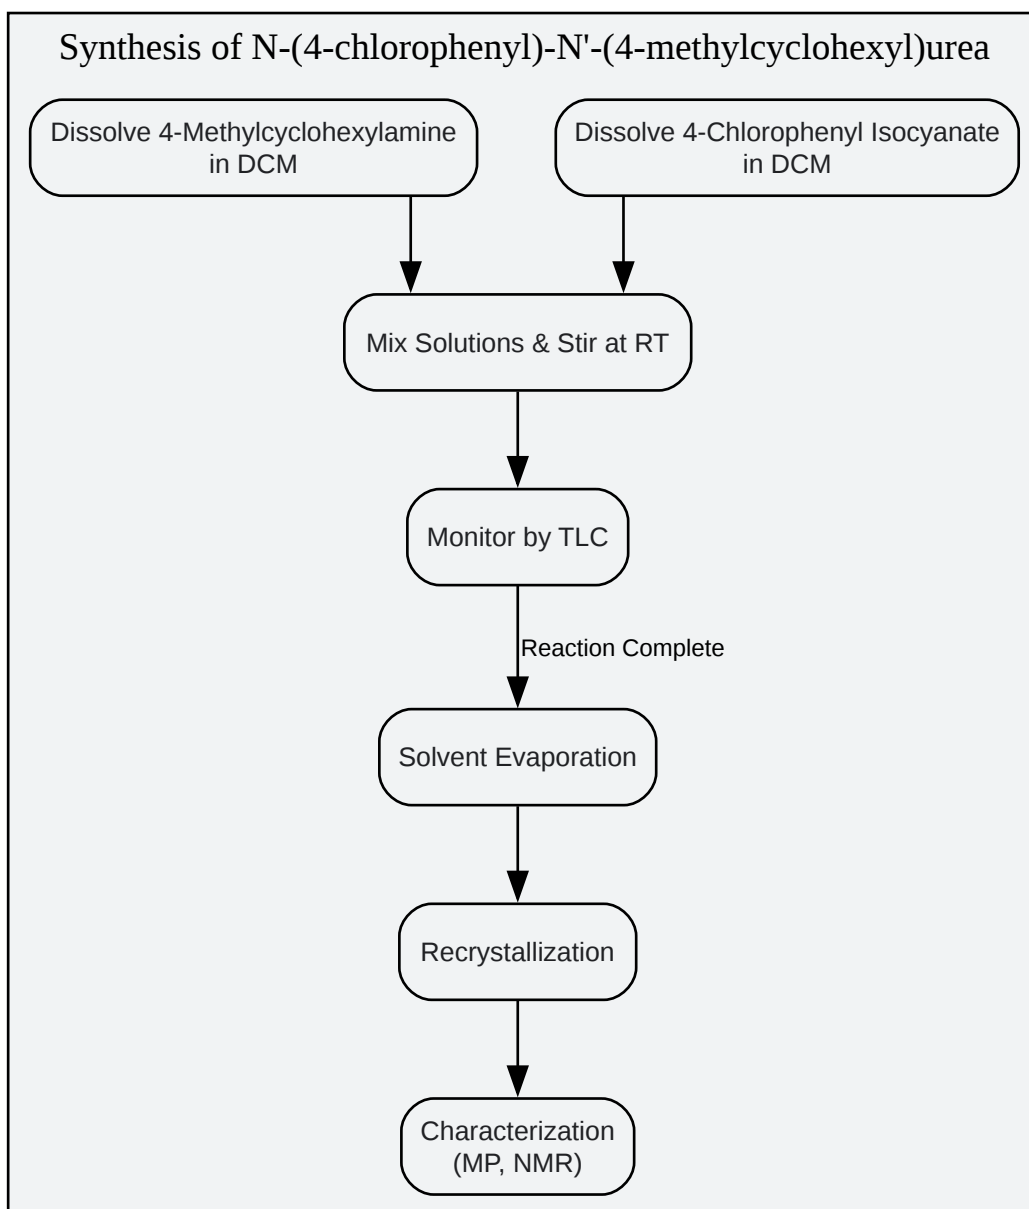 Synthesis of N-(4-chlorophenyl)-N'-(4-methylcyclohexyl)urea
Dissolve 4-Methylcyclohexylamine
in DCM
Dissolve 4-Chlorophenyl Isocyanate
in DCM
Mix Solutions & Stir at RT
Monitor by TLC
Reaction Complete
Solvent Evaporation
Recrystallization
Characterization
(MP, NMR)